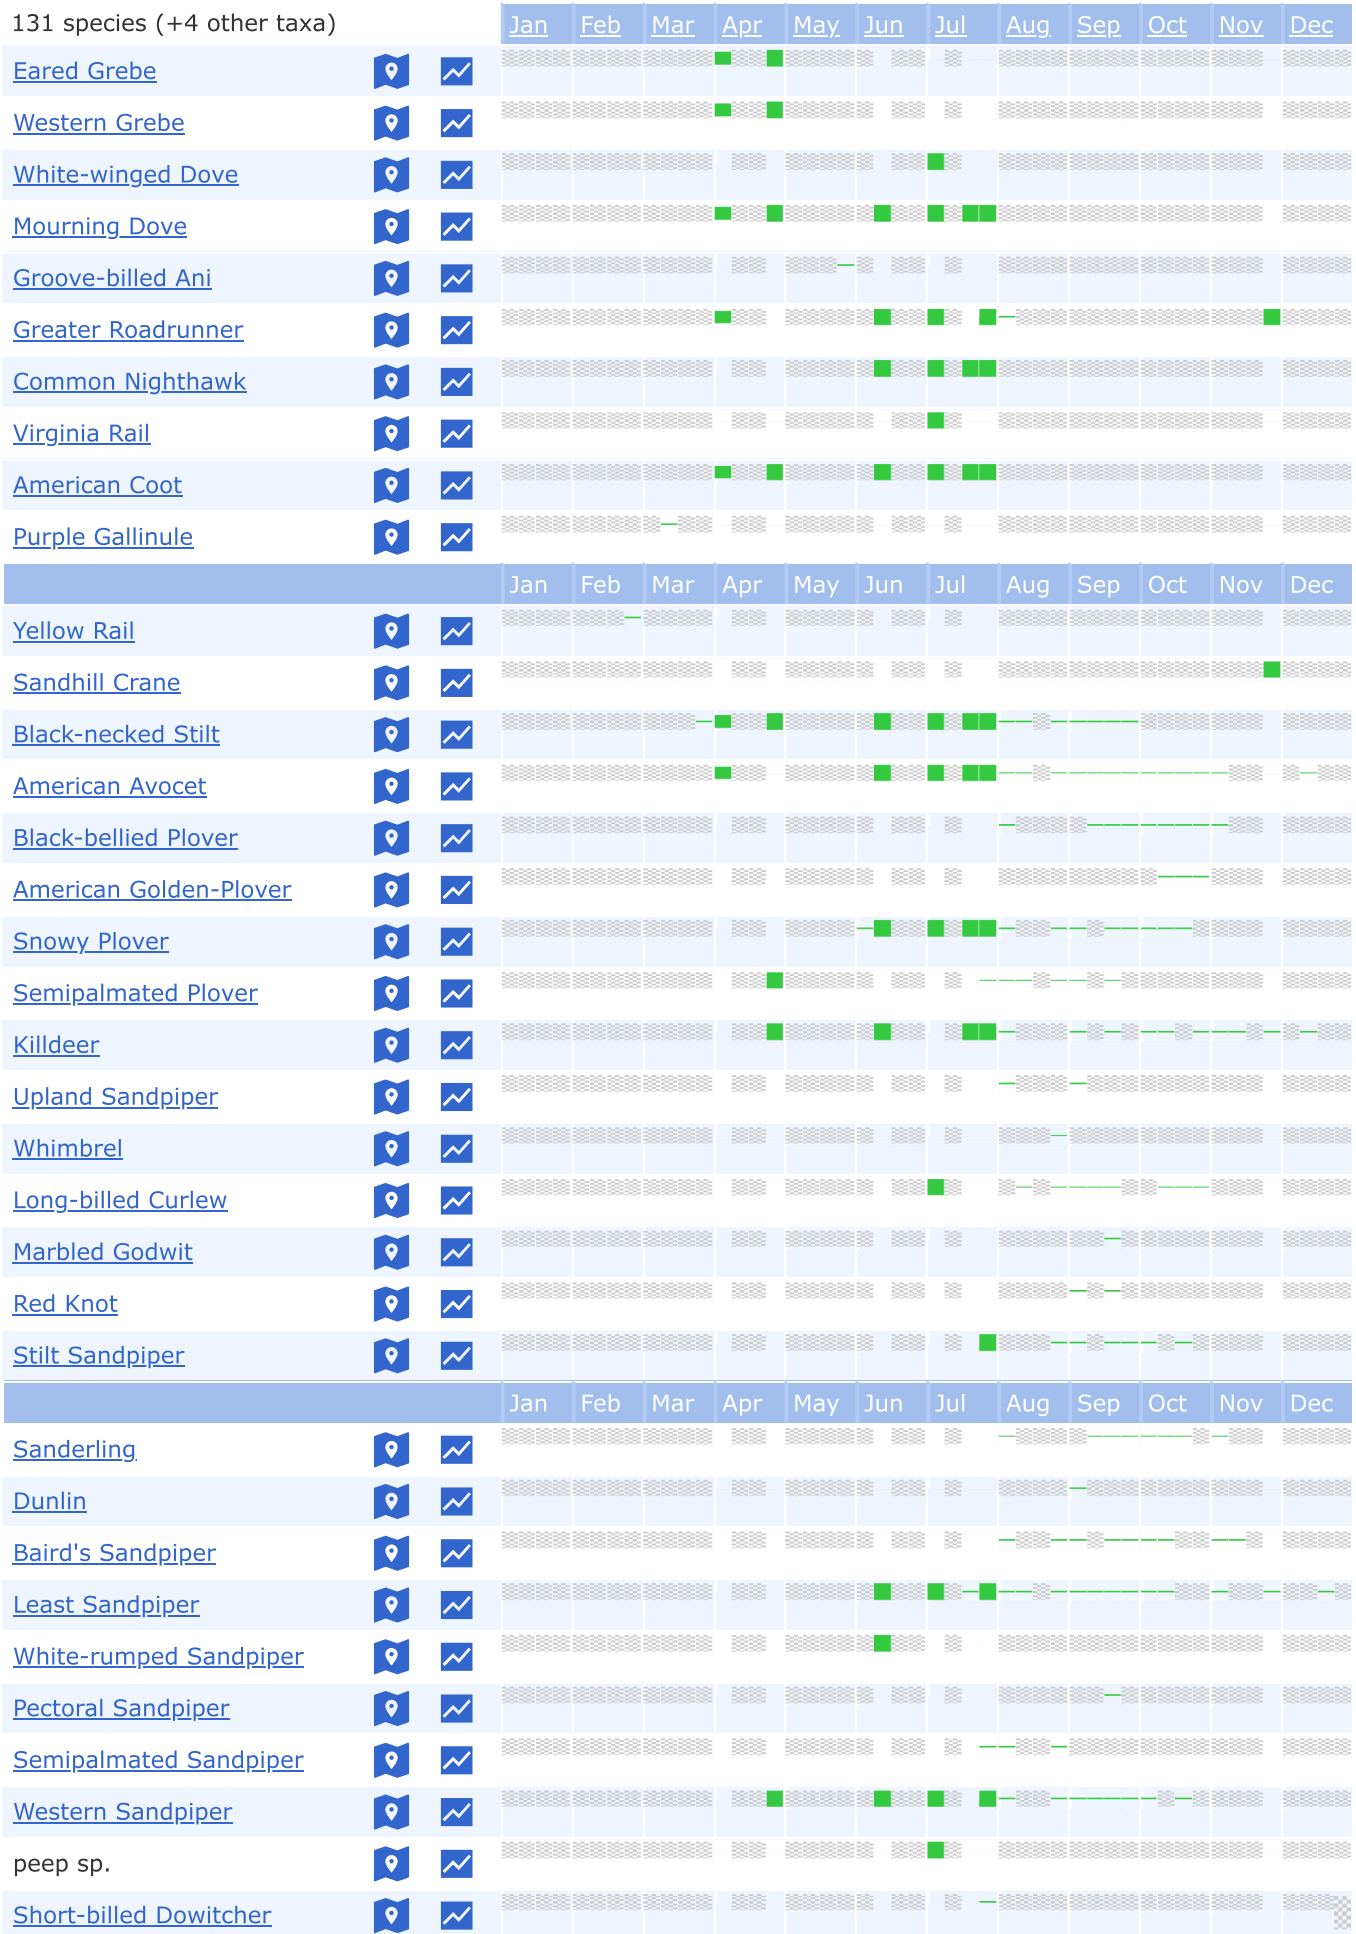 131 species (+4 other taxa) Jan Feb Mar Apr May Jun Jul Aug Sep Oct Nov Dec
Eared Grebe
Western Grebe
White-winged Dove
Mourning Dove
Groove-billed Ani
Greater Roadrunner
Common Nighthawk
Virginia Rail
American Coot
Purple Gallinule
Jan Feb Mar Apr May Jun Jul Aug Sep Oct Nov Dec
Yellow Rail
Sandhill Crane
Black-necked Stilt
American Avocet
Black-bellied Plover
American Golden-Plover
Snowy Plover
Semipalmated Plover
Killdeer
Upland Sandpiper
Whimbrel
Long-billed Curlew
Marbled Godwit
Red Knot
Stilt Sandpiper
Jan Feb Mar Apr May Jun Jul Aug Sep Oct Nov Dec
Sanderling
Dunlin
Baird's Sandpiper
Least Sandpiper
White-rumped Sandpiper
Pectoral Sandpiper
Semipalmated Sandpiper
Western Sandpiper
peep sp.
Short-billed Dowitcher